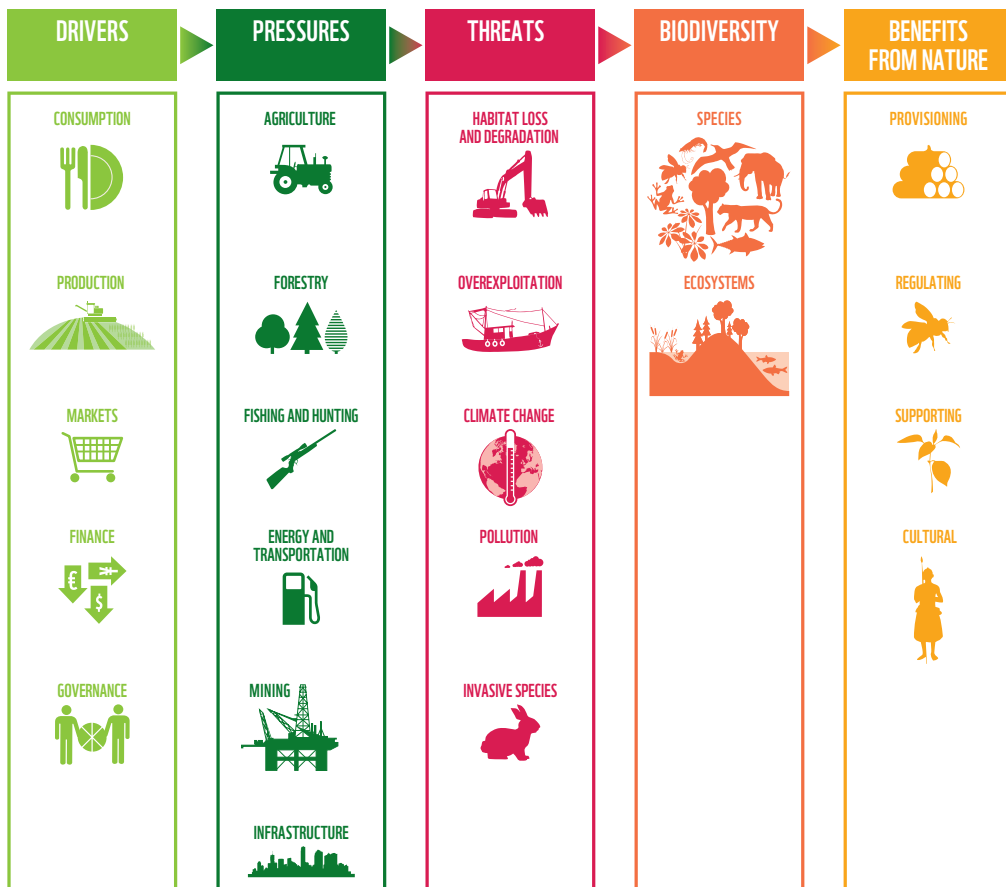 DRIVERS
CONSUMPTION
PRODUCTION
MARKETS
FINANCE
€
¥
$
GOVERNANCE
PRESSURES
AGRICULTURE
FORESTRY
FISHING AND HUNTING
ENERGY AND
TRANSPORTATION
MINING
INFRASTRUCTURE
THREATS
HABITAT LOSS
AND DEGRADATION
OVEREXPLOITATION
CLIMATE CHANGE
POLLUTION
INVASIVE SPECIES
BIODIVERSITY
SPECIES
ECOSYSTEMS
BENEFITS
FROM NATURE
PROVISIONING
REGULATING
SUPPORTING
CULTURAL